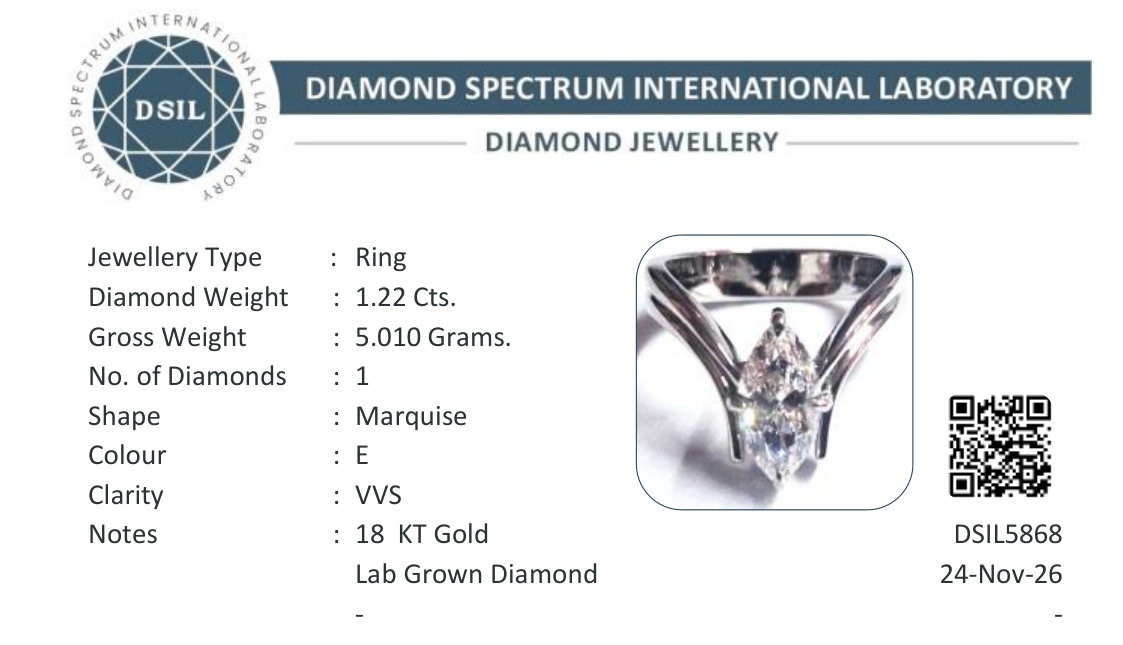 DIAMOND SPECTRUM INTERNATIONAL LABORATORY
DSIL
DIAMOND SPECTRUM INTERNATIONAL LABORATORY
DIAMOND JEWELLERY
Jewellery Type : Ring
Diamond Weight : 1.22 Cts.
Gross Weight : 5.010 Grams.
No. of Diamonds : 1
Shape : Marquise
Colour : E
Clarity : VVS
Notes : 18 KT Gold
Lab Grown Diamond
-
DSIL5868
24-Nov-26
-